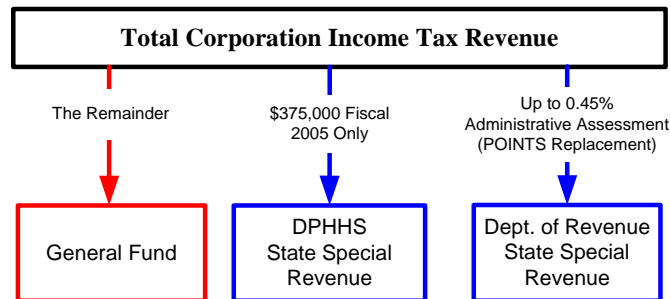 Total Corporation Income Tax Revenue
The Remainder
$375,000 Fiscal
2005 Only
Up to 0.45%
Administrative Assessment
(POINTS Replacement)
General Fund
DPHHS
State Special
Revenue
Dept. of Revenue
State Special
Revenue